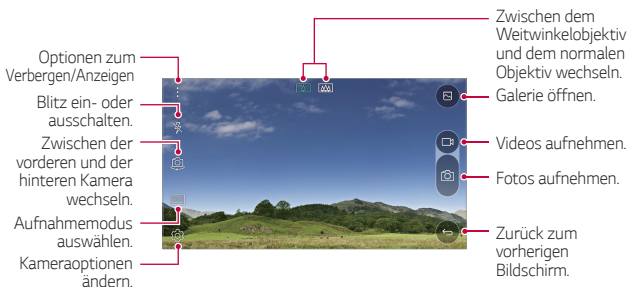 Optionen zum
Verbergen/Anzeigen
Blitz ein- oder
ausschalten.
Zwischen der
vorderen und der
hinteren Kamera
wechseln.
Aufnahmemodus
auswählen.
Kameraoptionen
ändern.
Zwischen dem
Weitwinkelobjektiv
und dem normalen
Objektiv wechseln.
Galerie öffnen.
Videos aufnehmen.
Fotos aufnehmen.
Zurück zum
vorherigen
Bildschirm.